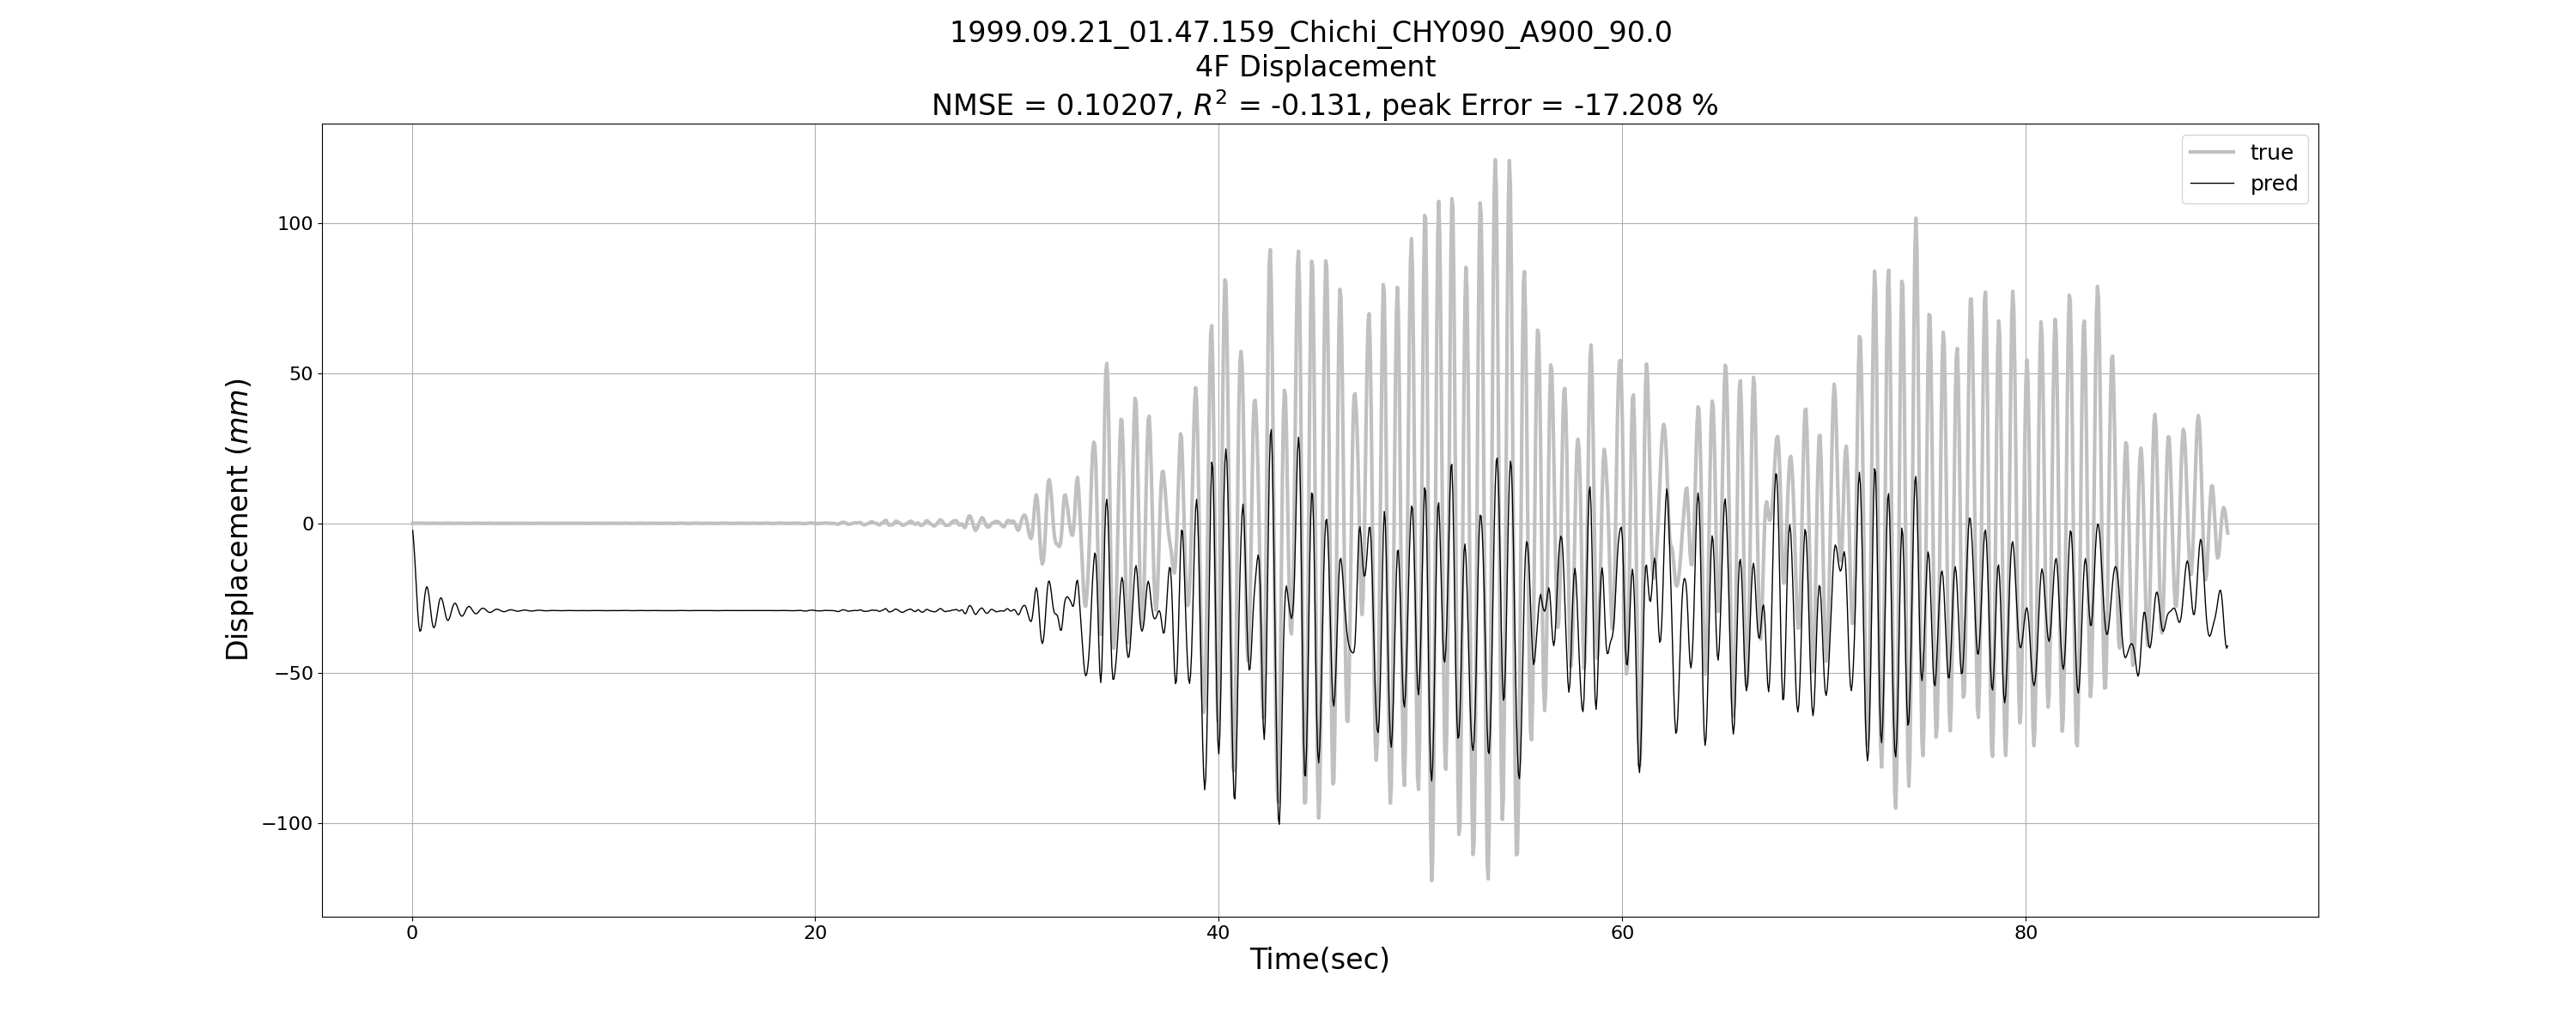 1999.09.21_01.47.159_Chichi_CHY090_A900_90.0
4F Displacement
NMSE = 0.10207, R² = -0.131, peak Error = -17.208 %
true
pred
Displacement (mm)
100
50
0
−50
−100
0 20 40 60 80
Time(sec)